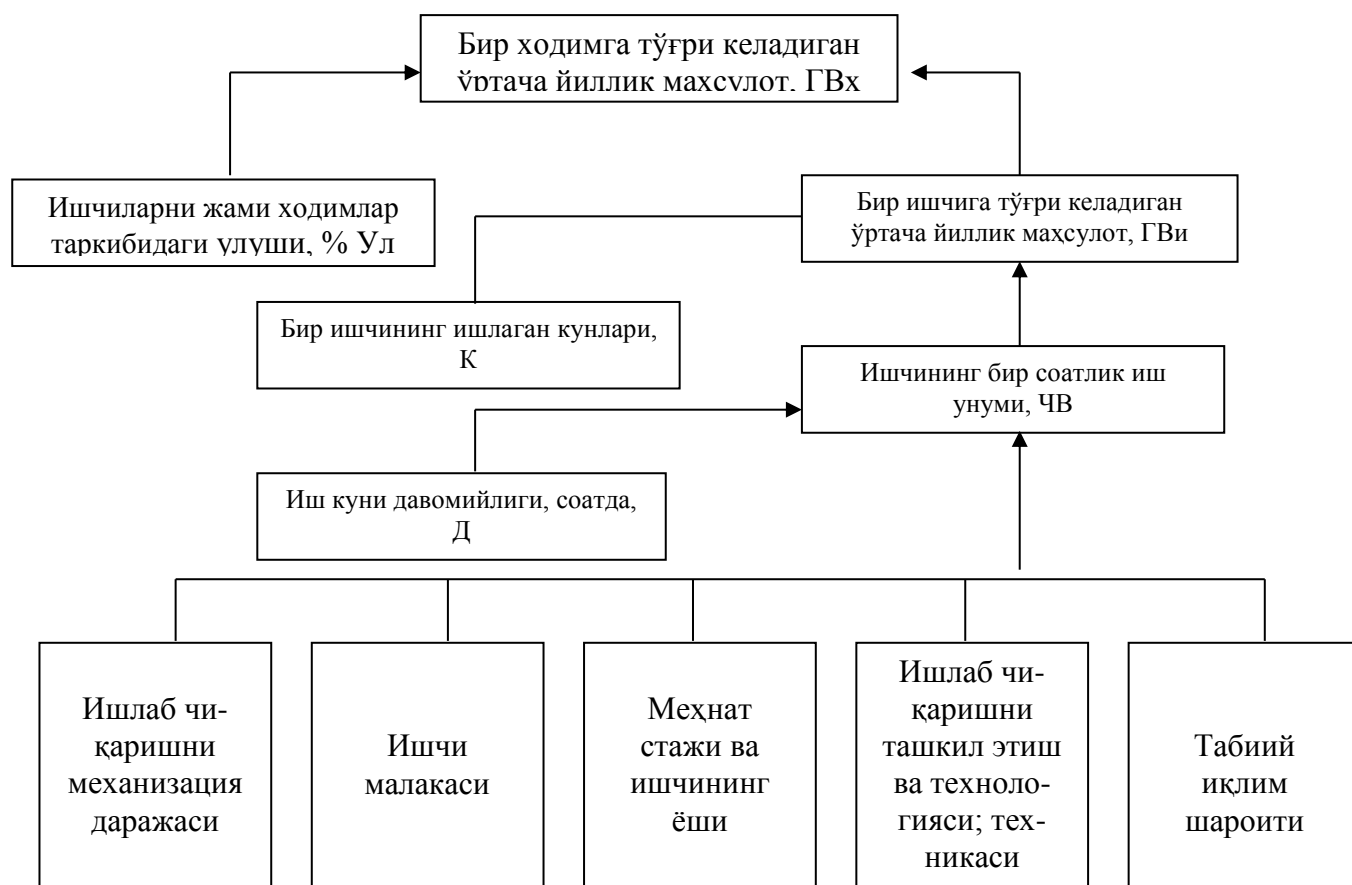 Бир ходимга тўғри келадиган
ўртача йиллик махсулот, ГВх
Ишчиларни жами ходимлар
таркибидаги улуши, % Ул
Бир ишчига тўғри келадиган
ўртача йиллик маҳсулот, ГВи
Бир ишчининг ишлаган кунлари,
К
Ишчининг бир соатлик иш
унуми, ЧВ
Иш куни давомийлиги, соатда,
Д
Ишлаб чи-
қаришни
механизация
даражаси
Ишчи
малакаси
Меҳнат
стажи ва
ишчининг
ёши
Ишлаб чи-
қаришни
ташкил этиш
ва техноло-
гияси; тех-
никаси
Табиий
иқлим
шароити